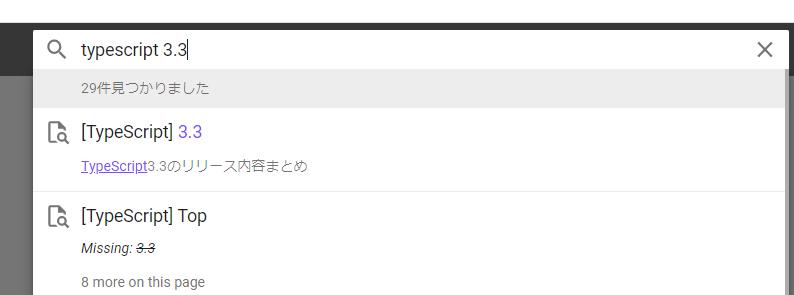 typescript 3.3
29件見つかりました
[TypeScript] 3.3
TypeScript3.3のリリース内容まとめ
[TypeScript] Top
Missing: 3.3
8 more on this page